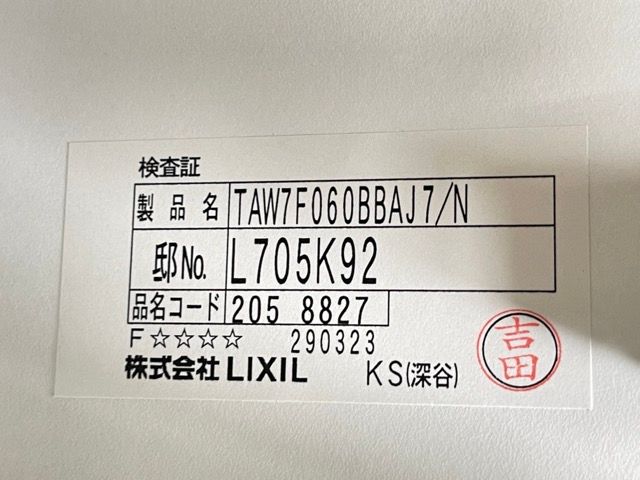 検査証
製品名 TAW7F060BBAJ7/N
邸No. L705K92
品名コード 205 8827
F☆☆☆☆ 290323
株式会社 LIXIL KS(深谷)
吉田